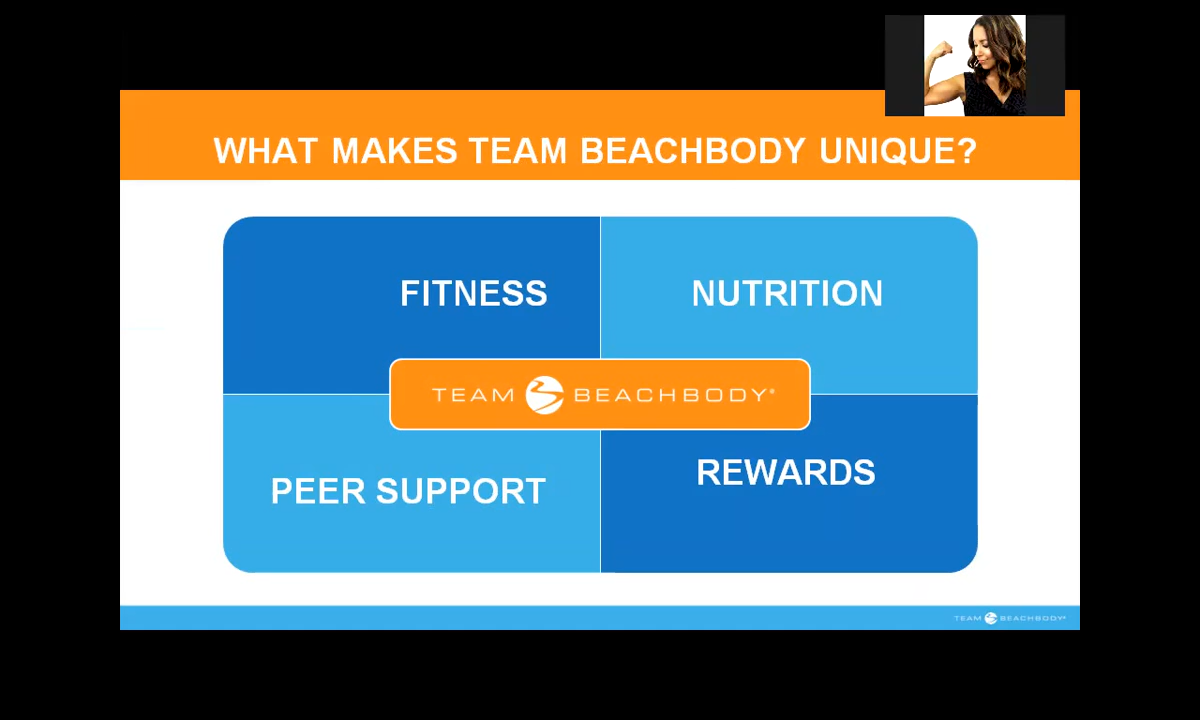 WHAT MAKES TEAM BEACHBODY UNIQUE?
FITNESS
NUTRITION
TEAM BEACHBODY®
PEER SUPPORT
REWARDS
TEAM BEACHBODY®